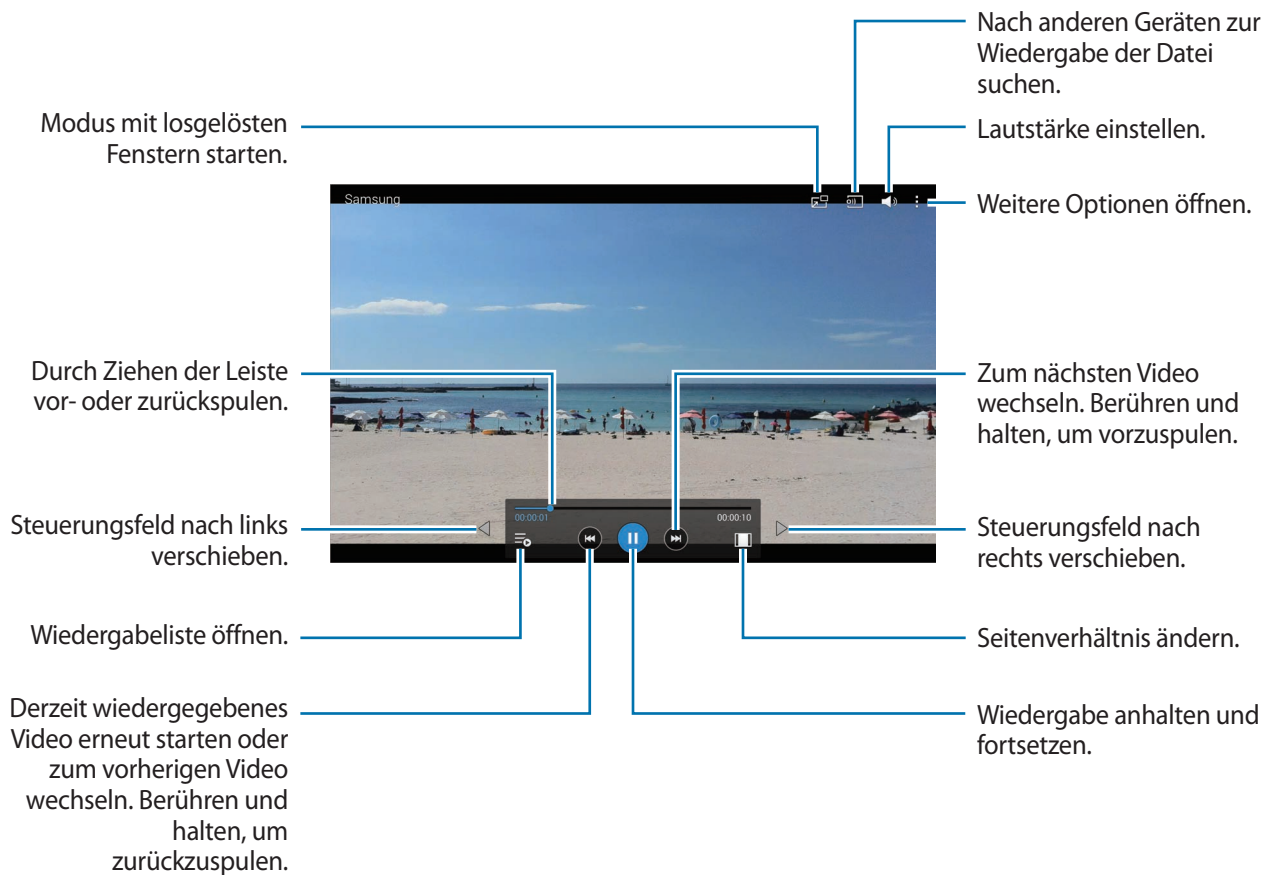 Nach anderen Geräten zur
Wiedergabe der Datei
suchen.
Modus mit losgelösten
Fenstern starten.
Lautstärke einstellen.
Weitere Optionen öffnen.
Samsung
Durch Ziehen der Leiste
vor- oder zurückspulen.
Zum nächsten Video
wechseln. Berühren und
halten, um vorzuspulen.
00:00:01
00:00:10
Steuerungsfeld nach links
verschieben.
Steuerungsfeld nach
rechts verschieben.
Wiedergabeliste öffnen.
Seitenverhältnis ändern.
Derzeit wiedergegebenes
Video erneut starten oder
zum vorherigen Video
wechseln. Berühren und
halten, um
zurückzuspulen.
Wiedergabe anhalten und
fortsetzen.